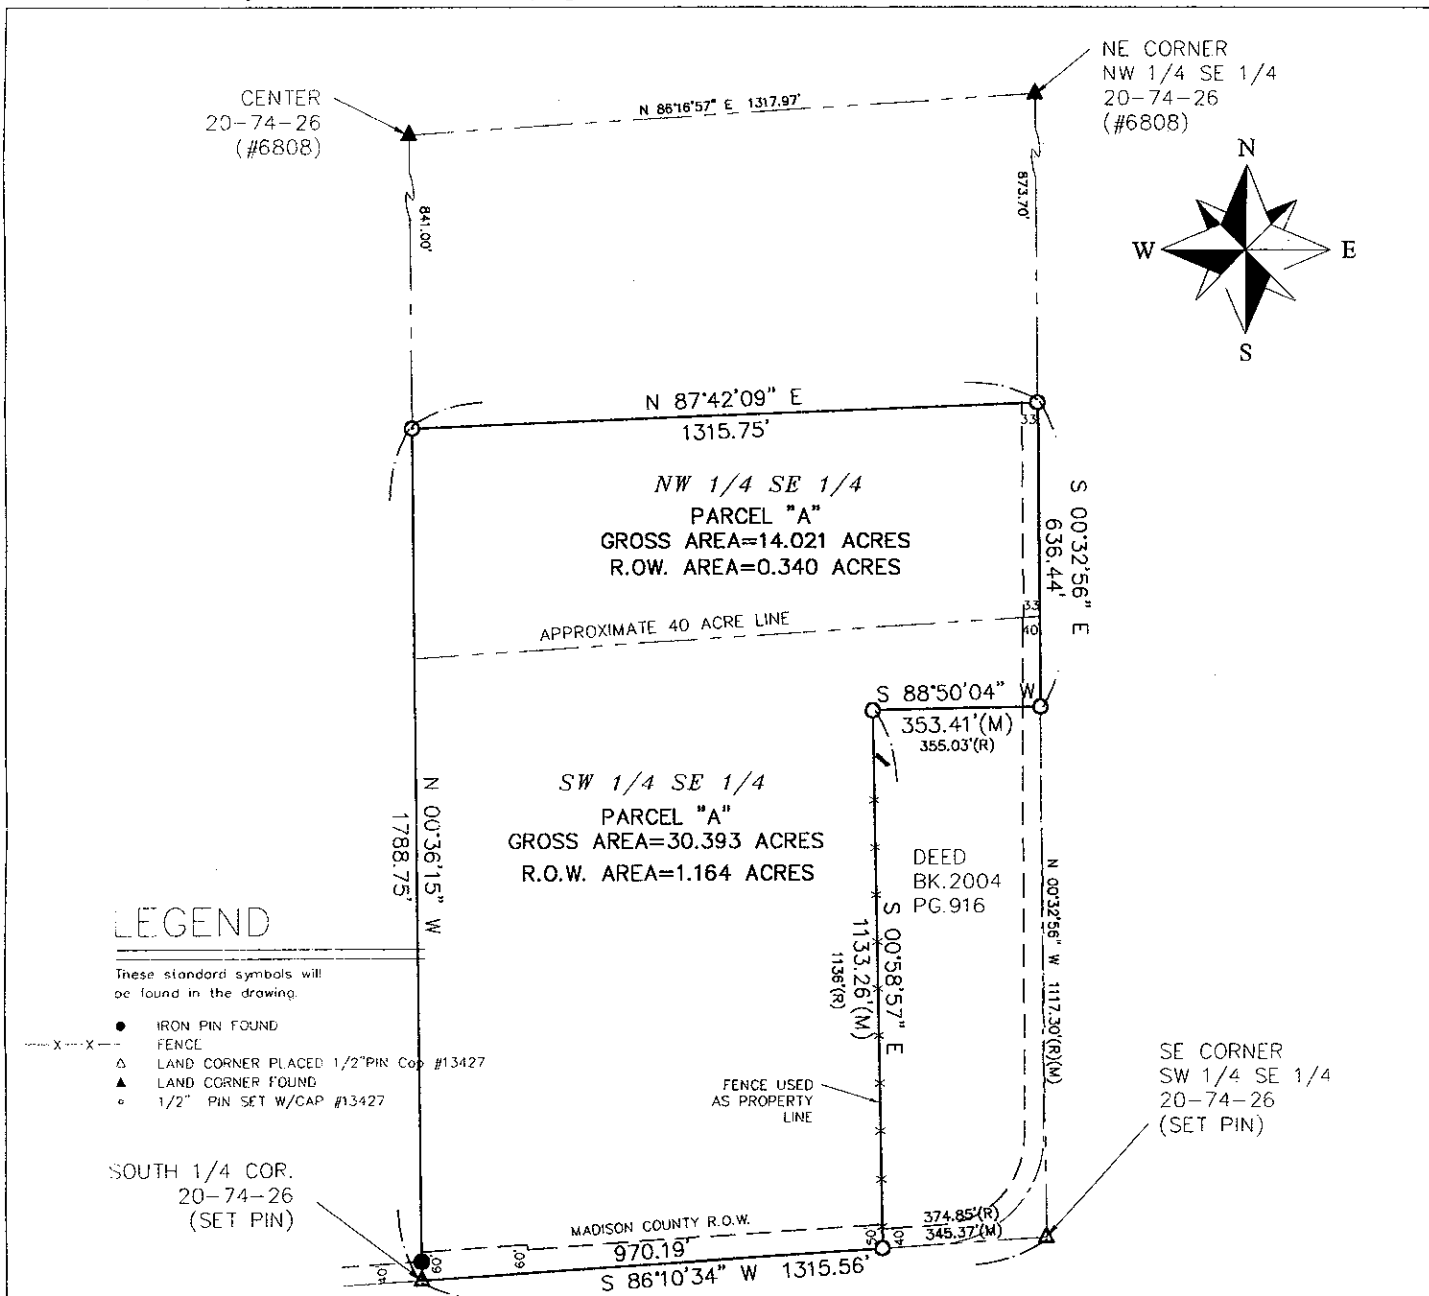 NE CORNER
NW 1/4 SE 1/4
20-74-26
(#6808)
CENTER
20-74-26
(#6808)
N 86°16'57" E 1317.97'
N
W
E
S
841.00'
873.70'
N 87°42'09" E
1315.75'
33
NW 1/4 SE 1/4
PARCEL "A"
GROSS AREA=14.021 ACRES
R.OW. AREA=0.340 ACRES
S 00°32'56" E
636.44'
33
40
APPROXIMATE 40 ACRE LINE
S 88°50'04" W
353.41'(M)
355.03'(R)
SW 1/4 SE 1/4
PARCEL "A"
GROSS AREA=30.393 ACRES
R.O.W. AREA=1.164 ACRES
N 00°36'15" W
1788.75'
DEED
BK.2004
PG.916
S 00°58'57" E
1133.26'(M)
1136'(R)
N 00°32'56" W 1117.30'(R)(M)
LEGEND
These standard symbols will
be found in the drawing.
IRON PIN FOUND
X X FENCE
LAND CORNER PLACED 1/2"PIN Cap #13427
LAND CORNER FOUND
1/2" PIN SET W/CAP #13427
FENCE USED
AS PROPERTY
LINE
SE CORNER
SW 1/4 SE 1/4
20-74-26
(SET PIN)
SOUTH 1/4 COR.
20-74-26
(SET PIN)
MADISON COUNTY R.O.W.
374.85'(R)
345.37'(M)
50'
40'
970.19'
60'
60'
40'
S 86°10'34" W 1315.56'